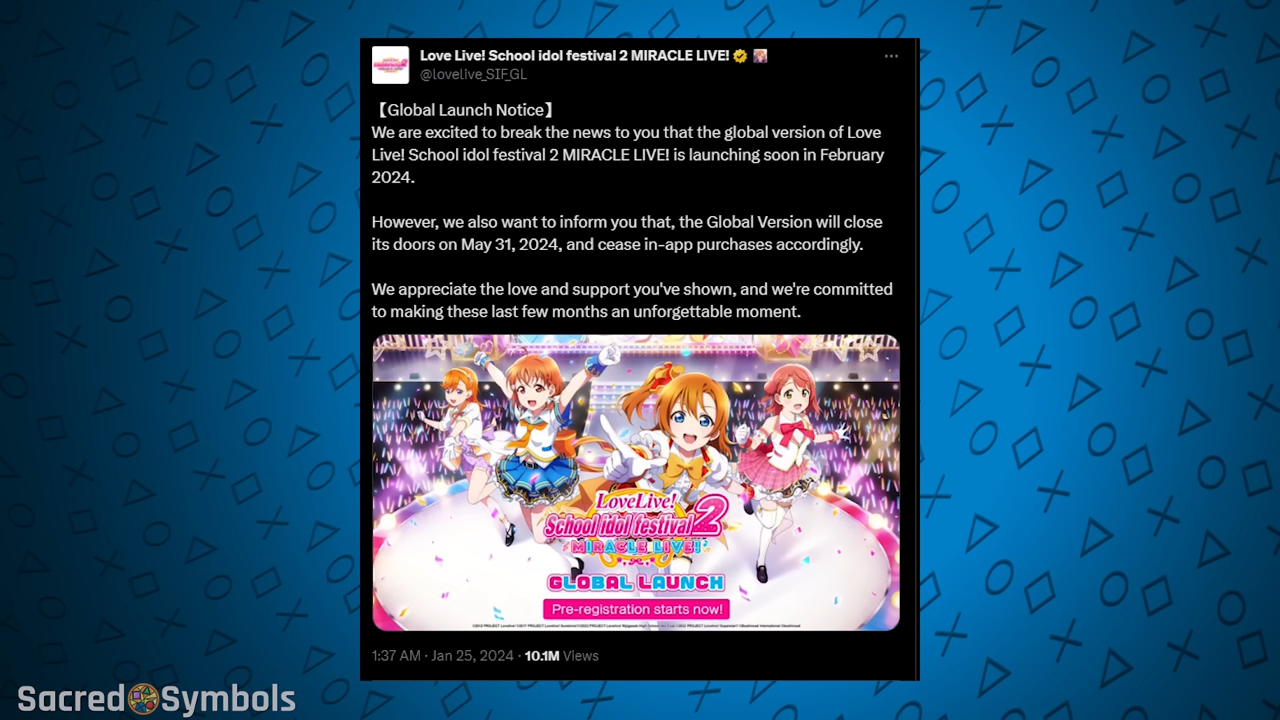 Love Live! School idol festival 2 MIRACLE LIVE!
@lovelive_SIF_GL
【Global Launch Notice】
We are excited to break the news to you that the global version of Love
Live! School idol festival 2 MIRACLE LIVE! is launching soon in February
2024.
However, we also want to inform you that, the Global Version will close
its doors on May 31, 2024, and cease in-app purchases accordingly.
We appreciate the love and support you've shown, and we're committed
to making these last few months an unforgettable moment.
LoveLive!
School idol festival 2
MIRACLE LIVE!
GLOBAL LAUNCH
Pre-registration starts now!
1:37 AM · Jan 25, 2024 · 10.1M Views
Sacred Symbols